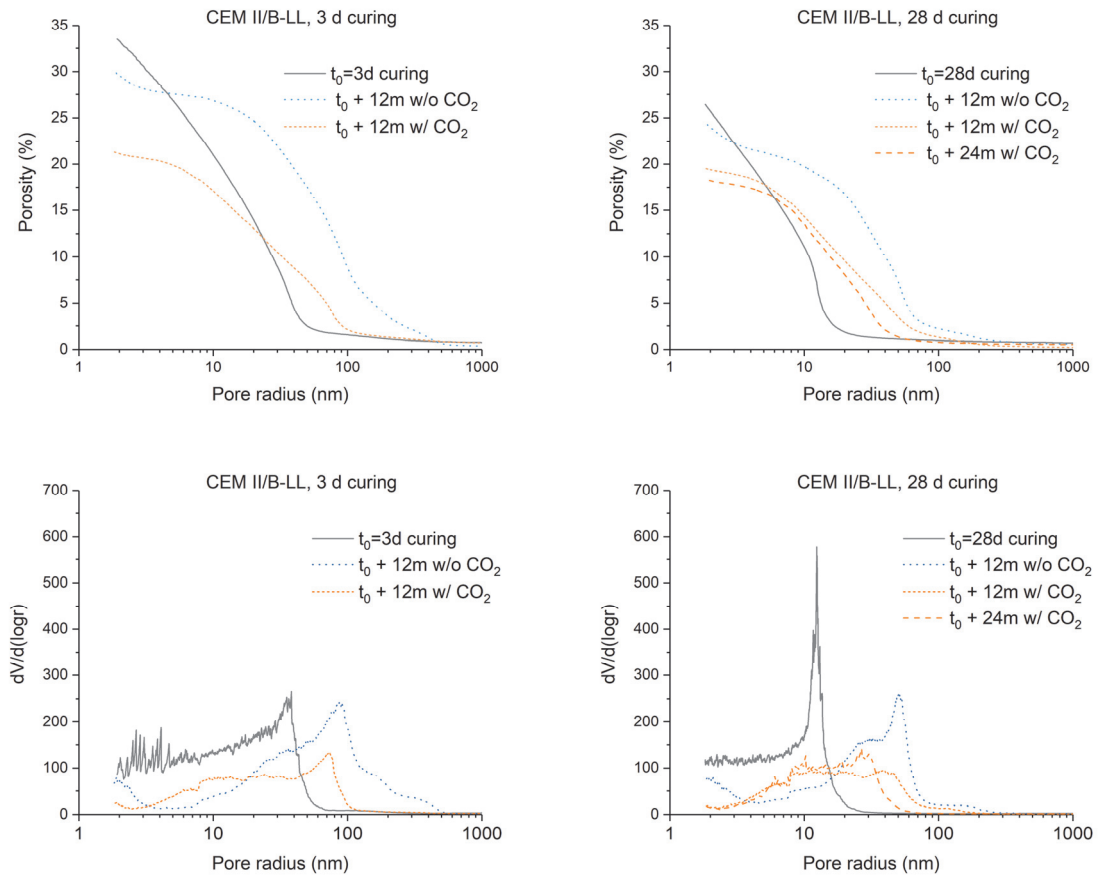 CEM II/B-LL, 3 d curing
35
30
25
20
15
10
5
0
Porosity (%)
t0=3d curing
t0 + 12m w/o CO2
t0 + 12m w/ CO2
1 10 100 1000
Pore radius (nm)
CEM II/B-LL, 28 d curing
35
30
25
20
15
10
5
0
Porosity (%)
t0=28d curing
t0 + 12m w/o CO2
t0 + 12m w/ CO2
t0 + 24m w/ CO2
1 10 100 1000
Pore radius (nm)
CEM II/B-LL, 3 d curing
700
600
500
400
300
200
100
0
dV/d(logr)
t0=3d curing
t0 + 12m w/o CO2
t0 + 12m w/ CO2
1 10 100 1000
Pore radius (nm)
CEM II/B-LL, 28 d curing
700
600
500
400
300
200
100
0
dV/d(logr)
t0=28d curing
t0 + 12m w/o CO2
t0 + 12m w/ CO2
t0 + 24m w/ CO2
1 10 100 1000
Pore radius (nm)